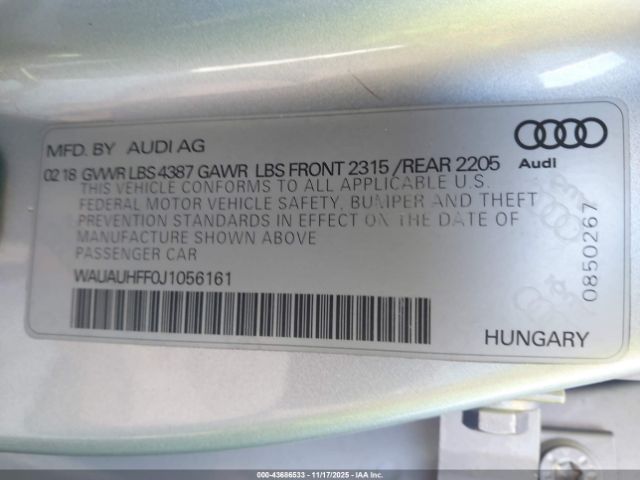 MFD. BY AUDI AG
02 18 GVWR LBS 4387 GAWR LBS FRONT 2315 /REAR 2205
THIS VEHICLE CONFORMS TO ALL APPLICABLE U.S.
FEDERAL MOTOR VEHICLE SAFETY, BUMPER AND THEFT
PREVENTION STANDARDS IN EFFECT ON THE DATE OF
MANUFACTURE SHOWN ABOVE
PASSENGER CAR
WAUAUHFF0J1056161
Audi
0850267
HUNGARY
000-43686533 - 11/17/2025 - IAA Inc.